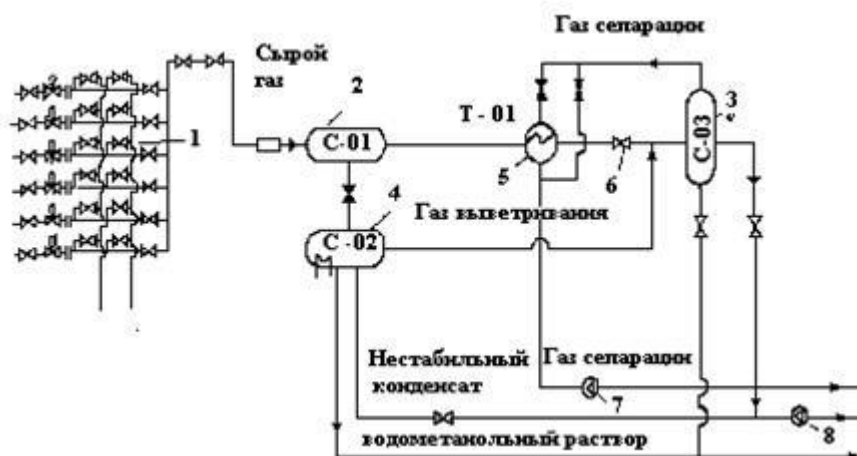 Газ сепарации
Сырой
газ
2
Т - 01
3
1
С-01
С-03
5
6
4
Газ выветривания
С -02
Нестабильный
конденсат
Газ сепарации
7
8
водометанольный раствор